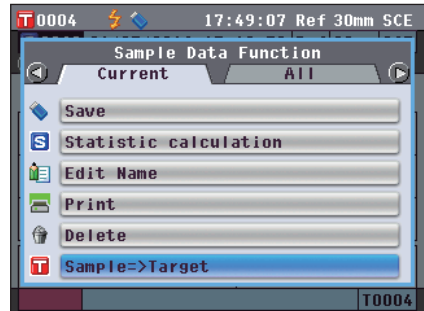 T0004 17:49:07 Ref 30mm SCE
Sample Data Function
Current All
Save
S Statistic calculation
Edit Name
Print
Delete
T Sample=>Target
T0004